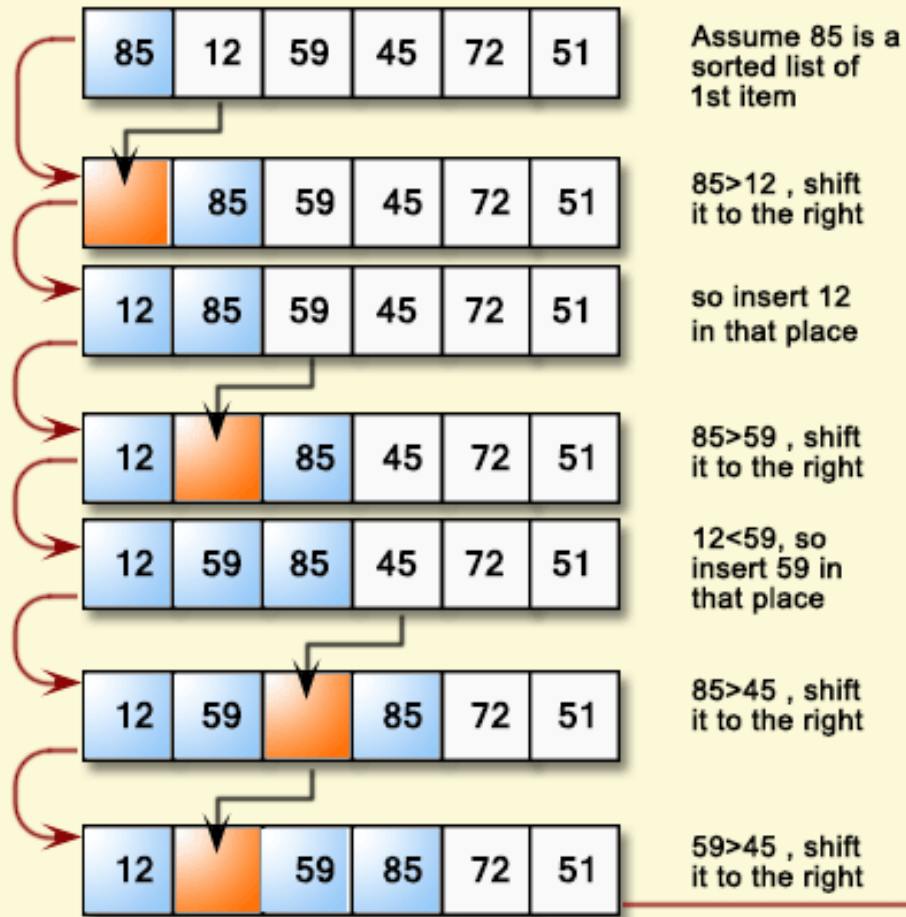 85 12 59 45 72 51
Assume 85 is a
sorted list of
1st item
85 59 45 72 51
85>12 , shift
it to the right
12 85 59 45 72 51
so insert 12
in that place
12 85 45 72 51
85>59 , shift
it to the right
12 59 85 45 72 51
12<59, so
insert 59 in
that place
12 59 85 72 51
85>45 , shift
it to the right
12 59 85 72 51
59>45 , shift
it to the right